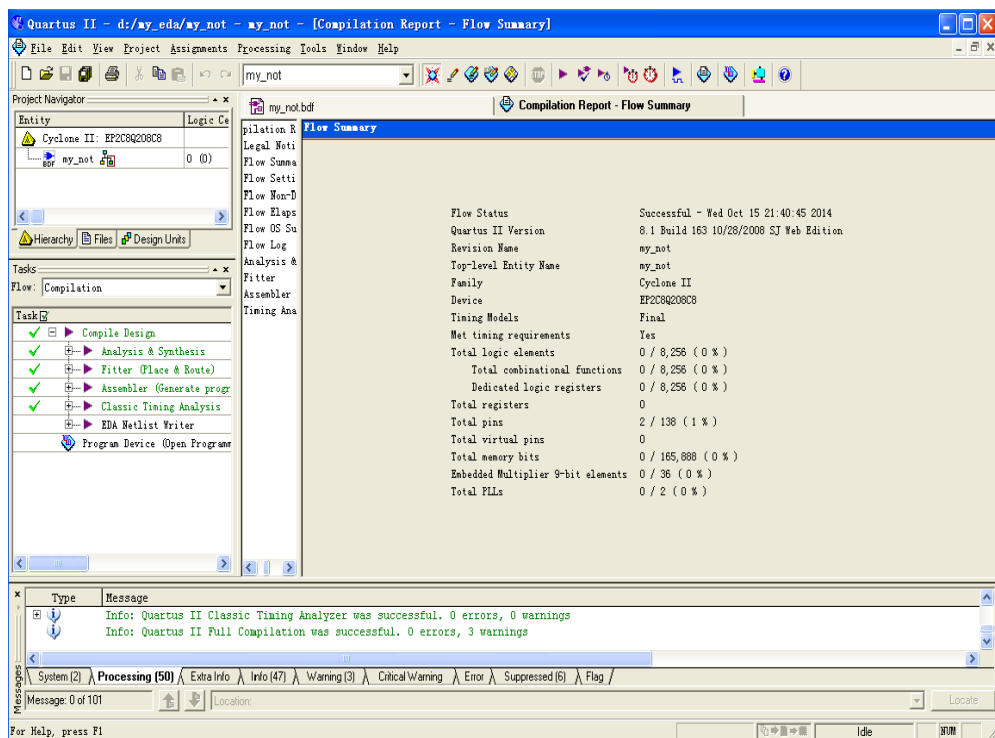 Quartus II - d:/my_eda/my_not - my_not - [Compilation Report - Flow Summary]
File Edit View Project Assignments Processing Tools Window Help
my_not
Project Navigator
Entity Logic Ce
Cyclone II: EP2C8Q208C8
my_not 0 (0)
Hierarchy Files Design Units
Tasks
Flow: Compilation
Task
Compile Design
Analysis & Synthesis
Fitter (Place & Route)
Assembler (Generate progr
Classic Timing Analysis
EDA Netlist Writer
Program Device (Open Programm
my_not.bdf
Compilation Report - Flow Summary
pilation R
Legal Noti
Flow Summa
Flow Setti
Flow Non-D
Flow Elaps
Flow OS Su
Flow Log
Analysis &
Fitter
Assembler
Timing Ana
Flow Summary
Flow Status Successful - Wed Oct 15 21:40:45 2014
Quartus II Version 8.1 Build 163 10/28/2008 SJ Web Edition
Revision Name my_not
Top-level Entity Name my_not
Family Cyclone II
Device EP2C8Q208C8
Timing Models Final
Met timing requirements Yes
Total logic elements 0 / 8,256 ( 0 % )
Total combinational functions 0 / 8,256 ( 0 % )
Dedicated logic registers 0 / 8,256 ( 0 % )
Total registers 0
Total pins 2 / 138 ( 1 % )
Total virtual pins 0
Total memory bits 0 / 165,888 ( 0 % )
Embedded Multiplier 9-bit elements 0 / 36 ( 0 % )
Total PLLs 0 / 2 ( 0 % )
Type Message
Info: Quartus II Classic Timing Analyzer was successful. 0 errors, 0 warnings
Info: Quartus II Full Compilation was successful. 0 errors, 3 warnings
System (2) Processing (50) Extra Info Info (47) Warning (3) Critical Warning Error Suppressed (6) Flag
Messages
Message: 0 of 101 Location: Locate
For Help, press F1 Idle NUM